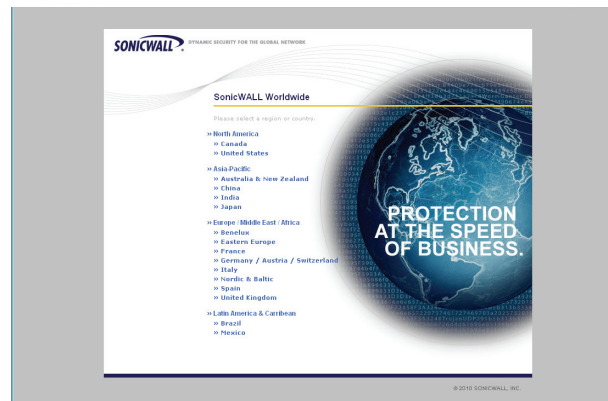 SONICWALL
DYNAMIC SECURITY FOR THE GLOBAL NETWORK
SonicWALL Worldwide
Please select a region or country.
» North America
» Canada
» United States
» Asia-Pacific
» Australia & New Zealand
» China
» India
» Japan
» Europe / Middle East / Africa
» Benelux
» Eastern Europe
» France
» Germany / Austria / Switzerland
» Italy
» Nordic & Baltic
» Spain
» United Kingdom
» Latin America & Carribean
» Brazil
» Mexico
PROTECTION
AT THE SPEED
OF BUSINESS.
© 2010 SONICWALL, INC.